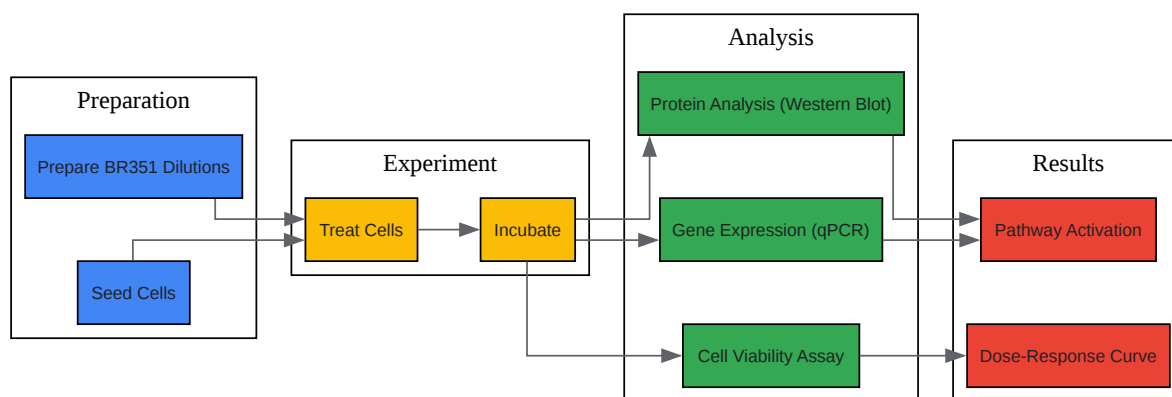 Preparation
Prepare BR351 Dilutions
Seed Cells
Experiment
Treat Cells
Incubate
Analysis
Protein Analysis (Western Blot)
Gene Expression (qPCR)
Cell Viability Assay
Results
Pathway Activation
Dose-Response Curve